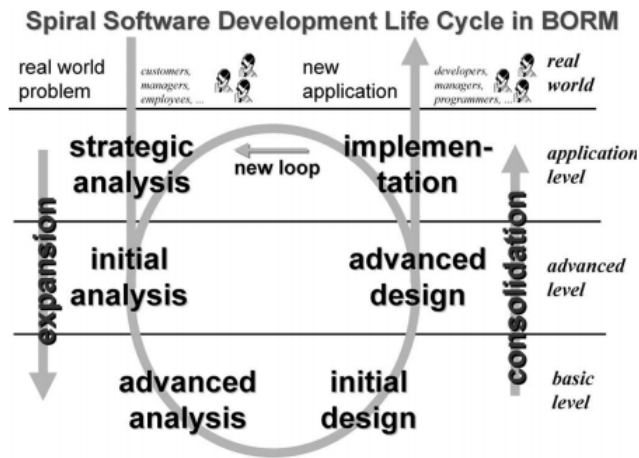 Spiral Software Development Life Cycle in BORM
real world
problem
customers,
managers,
employees, ...
new
application
developers,
managers,
programmers, ...
real
world
strategic
analysis
new loop
implemen-
tation
application
level
expansion
initial
analysis
advanced
design
consolidation
advanced
level
advanced
analysis
initial
design
basic
level